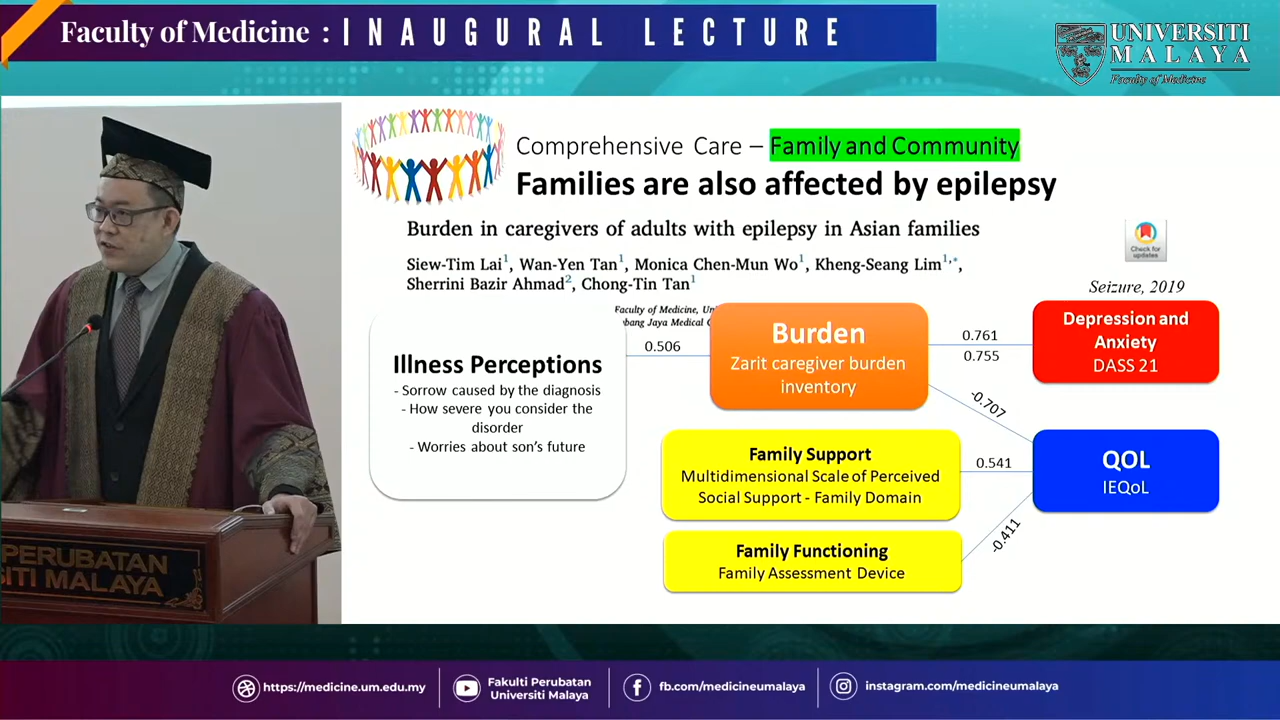 Faculty of Medicine : INAUGURAL LECTURE
UNIVERSITI
MALAYA
Faculty of Medicine
Comprehensive Care – Family and Community
Families are also affected by epilepsy
Burden in caregivers of adults with epilepsy in Asian families
Siew-Tim Lai1, Wan-Yen Tan1, Monica Chen-Mun Wo1, Kheng-Seang Lim1,*,
Sherrini Bazir Ahmad2, Chong-Tin Tan1
Check for
updates
Seizure, 2019
Faculty of Medicine,
Jaya Medical
Illness Perceptions
- Sorrow caused by the diagnosis
- How severe you consider the
disorder
- Worries about son's future
0.506
Burden
Zarit caregiver burden
inventory
0.761
0.755
Depression and
Anxiety
DASS 21
-0.707
Family Support
Multidimensional Scale of Perceived
Social Support - Family Domain
0.541
QOL
IEQoL
-0.411
Family Functioning
Family Assessment Device
PERUBATAN
SITI MALAYA
https://medicine.um.edu.my
Fakulti Perubatan
Universiti Malaya
fb.com/medicineumalaya
instagram.com/medicineumalaya